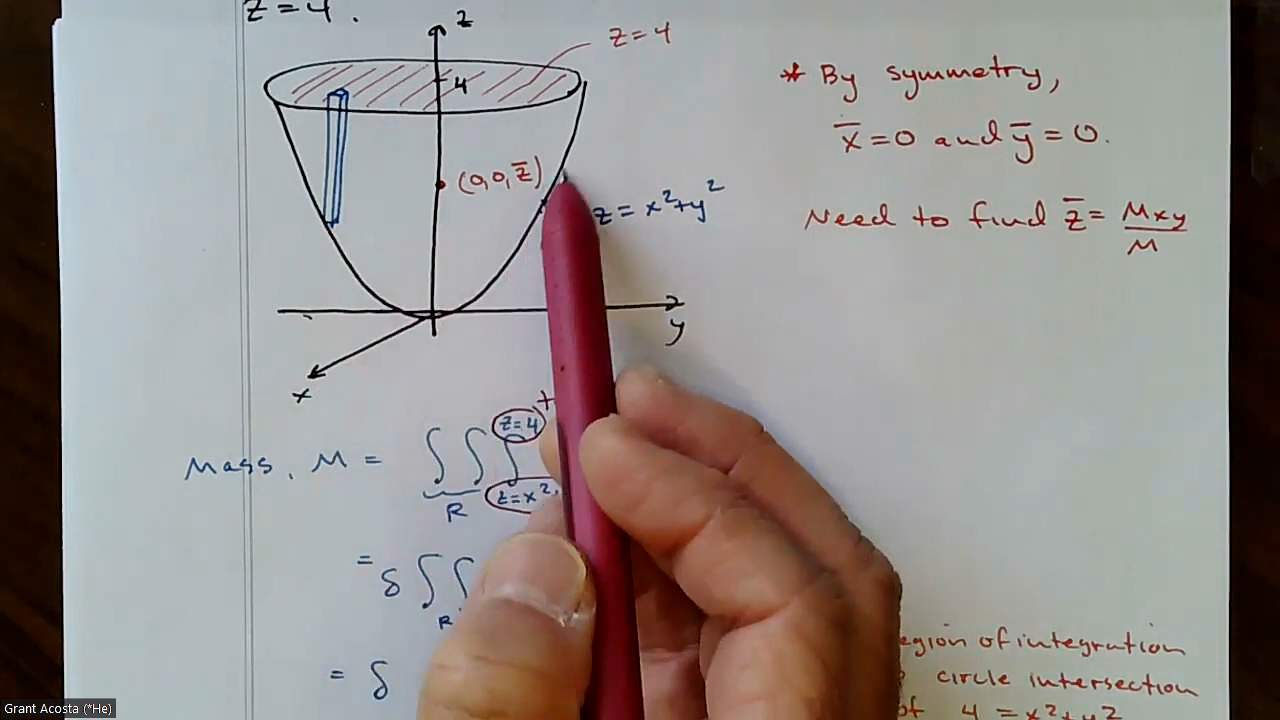 z = 4 .
z
z = 4
4
* By symmetry,
x̅ = 0 and y̅ = 0.
(0, 0, z̅)
z = x² + y²
Need to find z̅ = Mxy / M
y
x
z = 4
Mass, M = ∫∫∫
z = x²
R
= δ ∫∫
R
egion of integration
= δ
circle intersection
of 4 = x² + y²
Grant Acosta (*He)